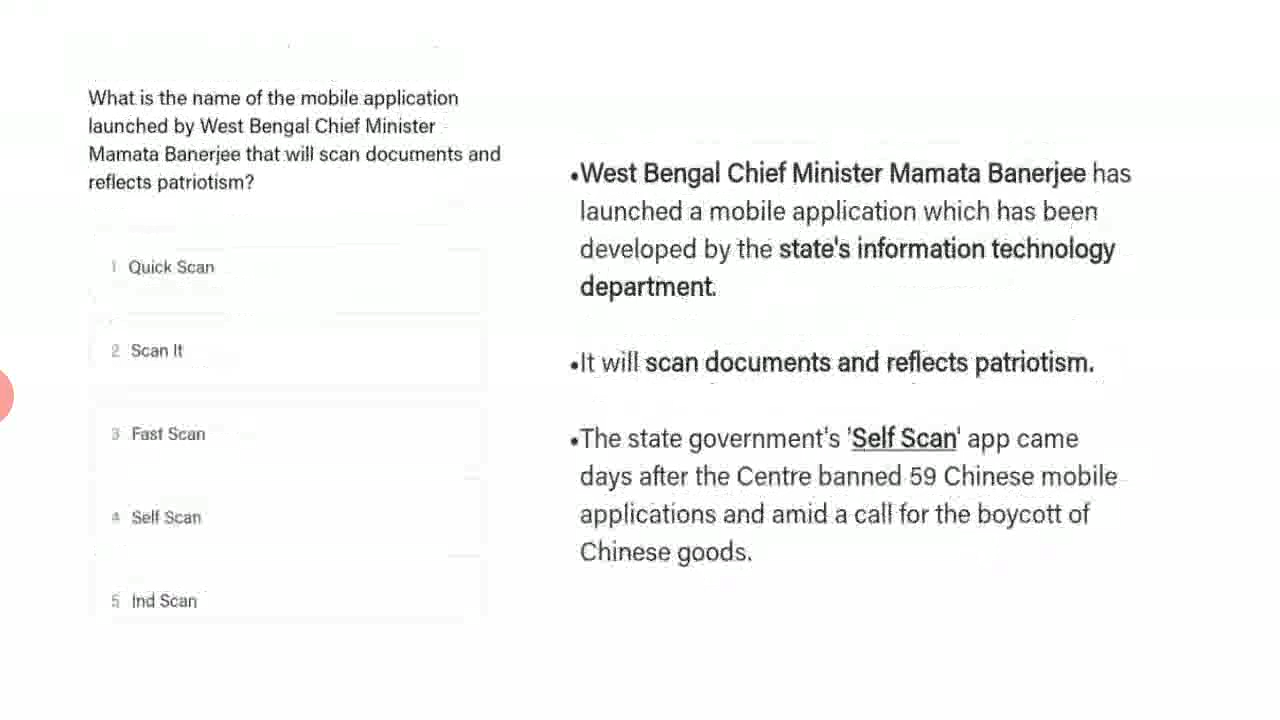 What is the name of the mobile application
launched by West Bengal Chief Minister
Mamata Banerjee that will scan documents and
reflects patriotism?
1 Quick Scan
2 Scan It
3 Fast Scan
4 Self Scan
5 Ind Scan
•West Bengal Chief Minister Mamata Banerjee has
launched a mobile application which has been
developed by the state's information technology
department.
•It will scan documents and reflects patriotism.
•The state government's 'Self Scan' app came
days after the Centre banned 59 Chinese mobile
applications and amid a call for the boycott of
Chinese goods.